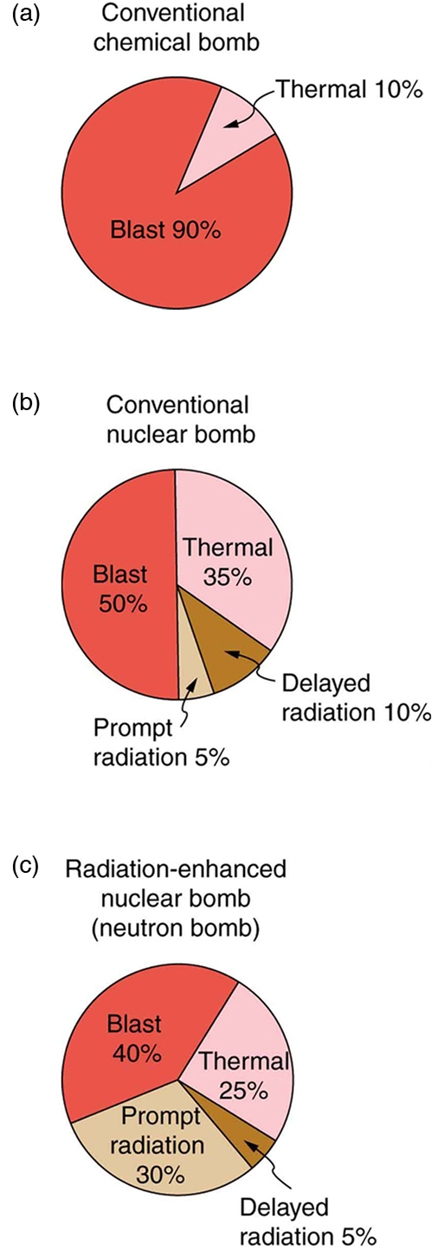 (a)
Conventional
chemical bomb
Thermal 10%
Blast 90%
(b)
Conventional
nuclear bomb
Thermal
35%
Blast
50%
Delayed
radiation 10%
Prompt
radiation 5%
(c)
Radiation-enhanced
nuclear bomb
(neutron bomb)
Blast
40%
Thermal
25%
Prompt
radiation
30%
Delayed
radiation 5%